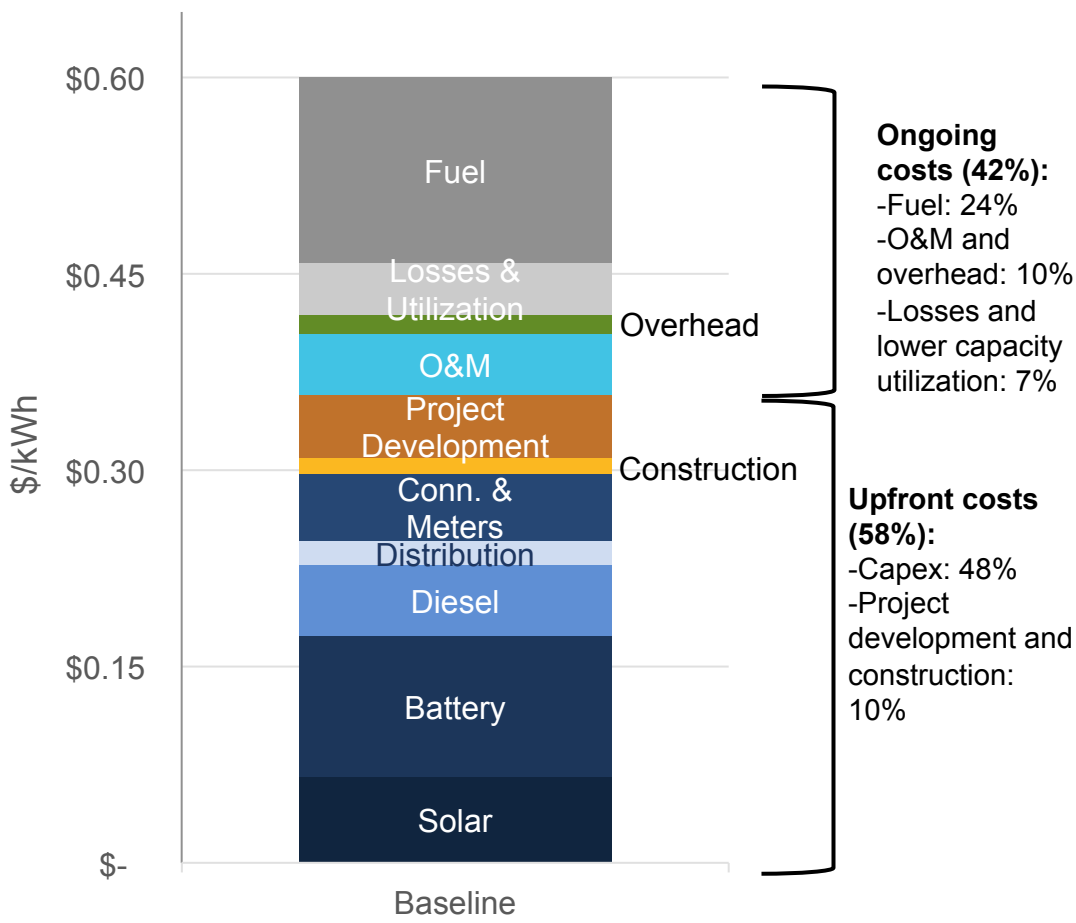 $0.60
$0.45
$0.30
$0.15
$-
$/kWh
Fuel
Losses &
Utilization
Overhead
O&M
Project
Development
Construction
Conn. &
Meters
Distribution
Diesel
Battery
Solar
Baseline
Ongoing
costs (42%):
-Fuel: 24%
-O&M and
overhead: 10%
-Losses and
lower capacity
utilization: 7%
Upfront costs
(58%):
-Capex: 48%
-Project
development and
construction:
10%